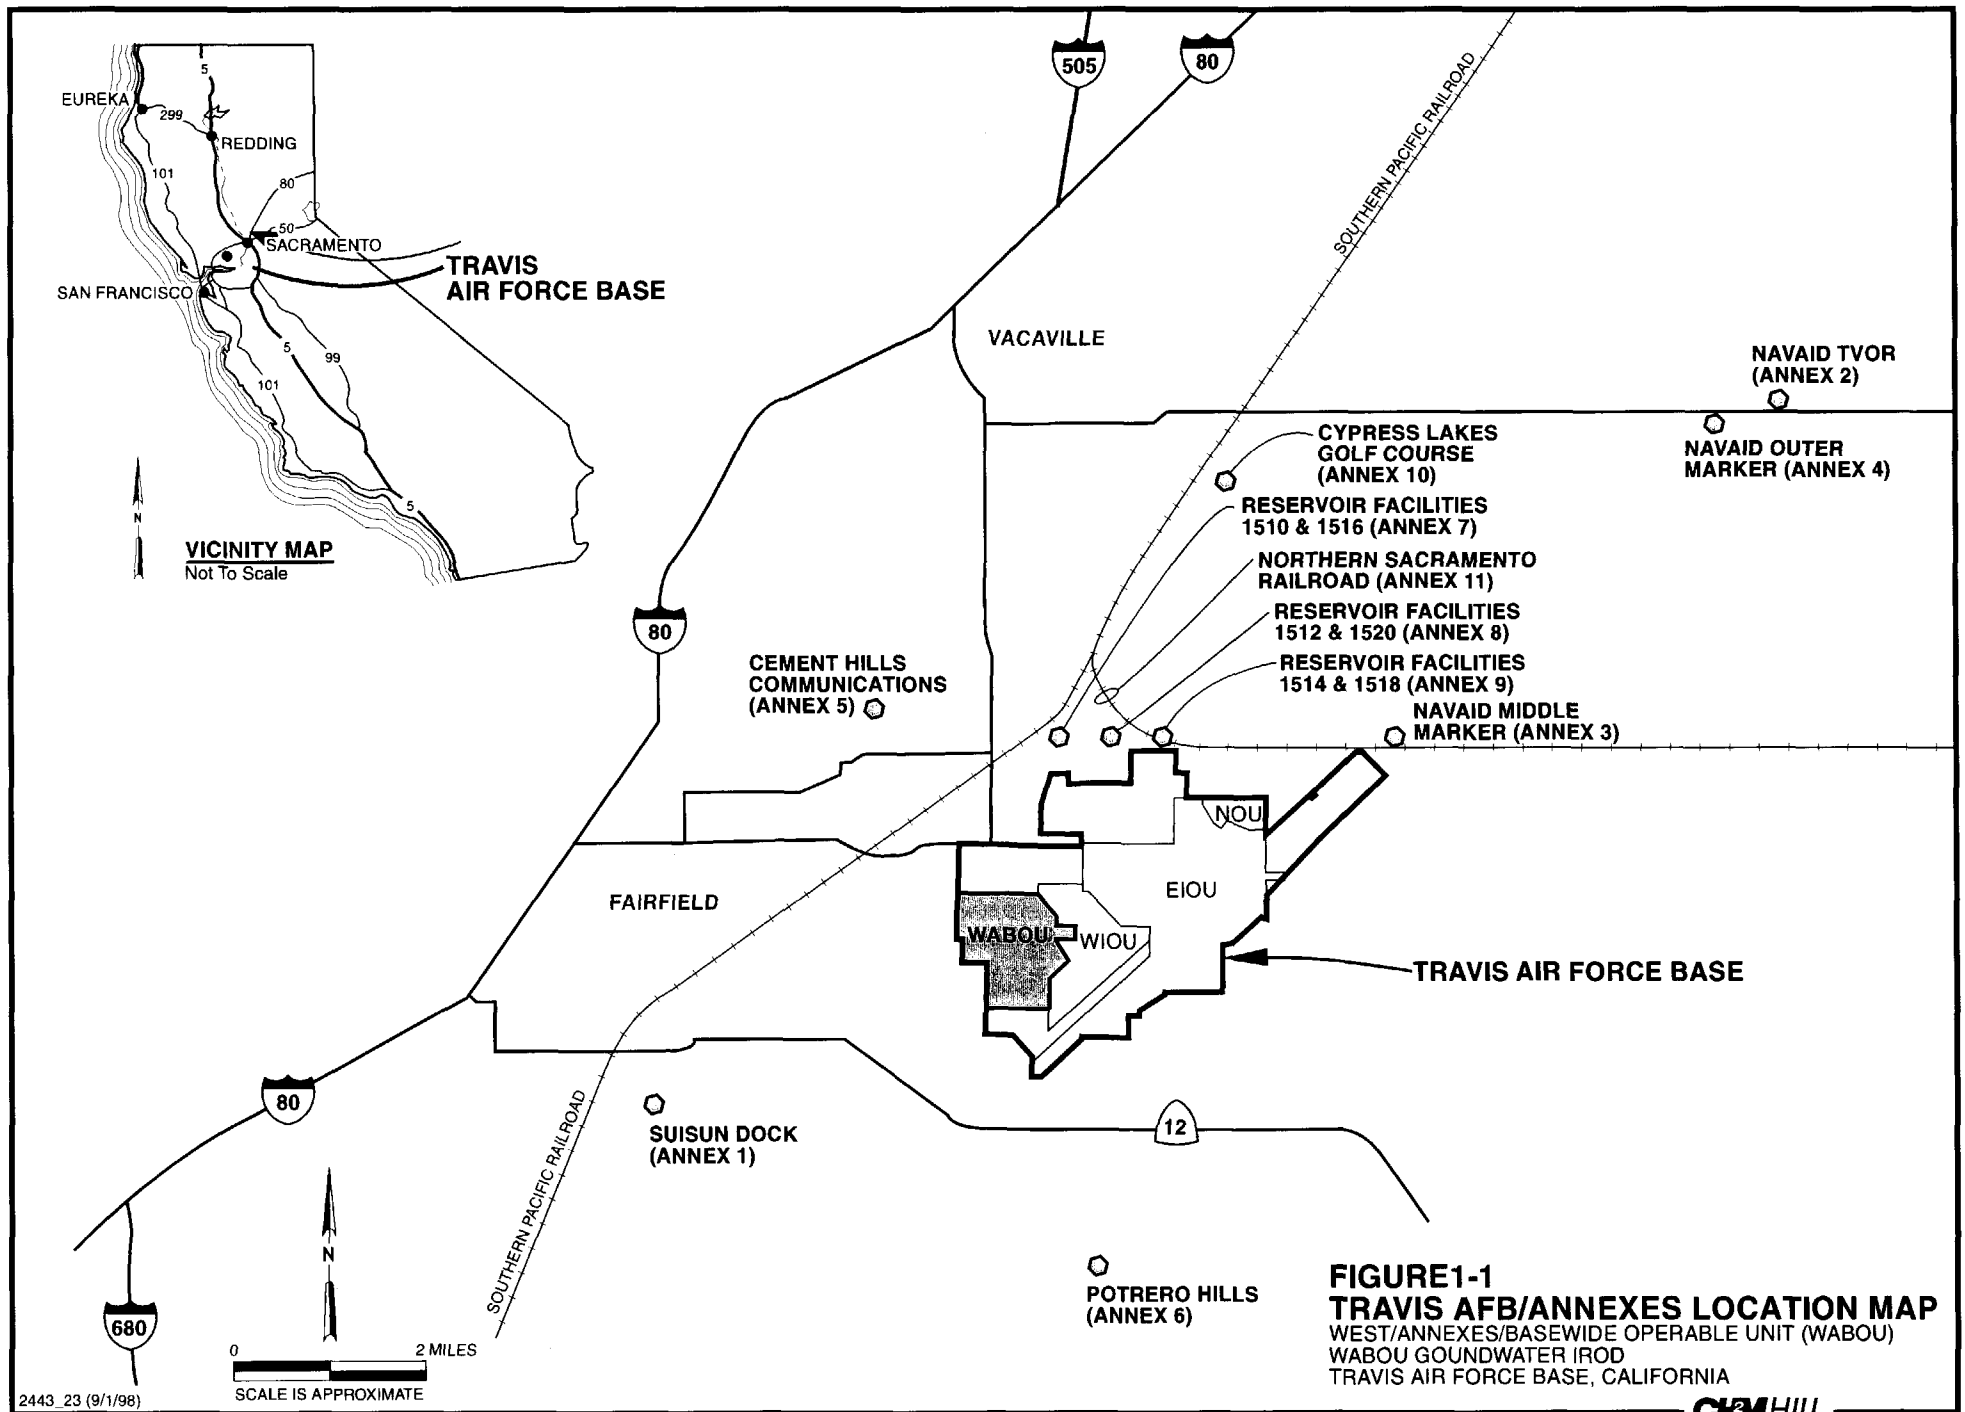 505
80
5
EUREKA
299
REDDING
SOUTHERN PACIFIC RAILROAD
101
80
50
SACRAMENTO
TRAVIS
AIR FORCE BASE
SAN FRANCISCO
5
99
101
VACAVILLE
NAVAID TVOR
(ANNEX 2)
CYPRESS LAKES
GOLF COURSE
(ANNEX 10)
NAVAID OUTER
MARKER (ANNEX 4)
N
5
VICINITY MAP
Not To Scale
RESERVOIR FACILITIES
1510 & 1516 (ANNEX 7)
NORTHERN SACRAMENTO
RAILROAD (ANNEX 11)
RESERVOIR FACILITIES
1512 & 1520 (ANNEX 8)
80
CEMENT HILLS
COMMUNICATIONS
(ANNEX 5)
RESERVOIR FACILITIES
1514 & 1518 (ANNEX 9)
NAVAID MIDDLE
MARKER (ANNEX 3)
NOU
EIOU
FAIRFIELD
WABOU
WIOU
TRAVIS AIR FORCE BASE
80
SUISUN DOCK
(ANNEX 1)
12
SOUTHERN PACIFIC RAILROAD
N
680
POTRERO HILLS
(ANNEX 6)
0 2 MILES
SCALE IS APPROXIMATE
2443_23 (9/1/98)
FIGURE1-1
TRAVIS AFB/ANNEXES LOCATION MAP
WEST/ANNEXES/BASEWIDE OPERABLE UNIT (WABOU)
WABOU GOUNDWATER IROD
TRAVIS AIR FORCE BASE, CALIFORNIA
CH2M HILL